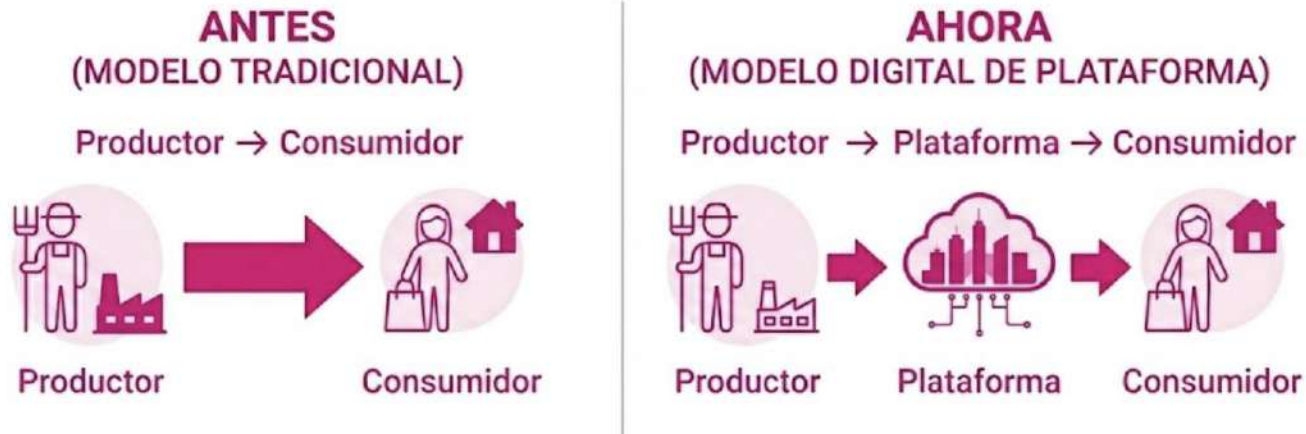 ANTES
(MODELO TRADICIONAL)
Productor → Consumidor
Productor
Consumidor
AHORA
(MODELO DIGITAL DE PLATAFORMA)
Productor → Plataforma → Consumidor
Productor
Plataforma
Consumidor